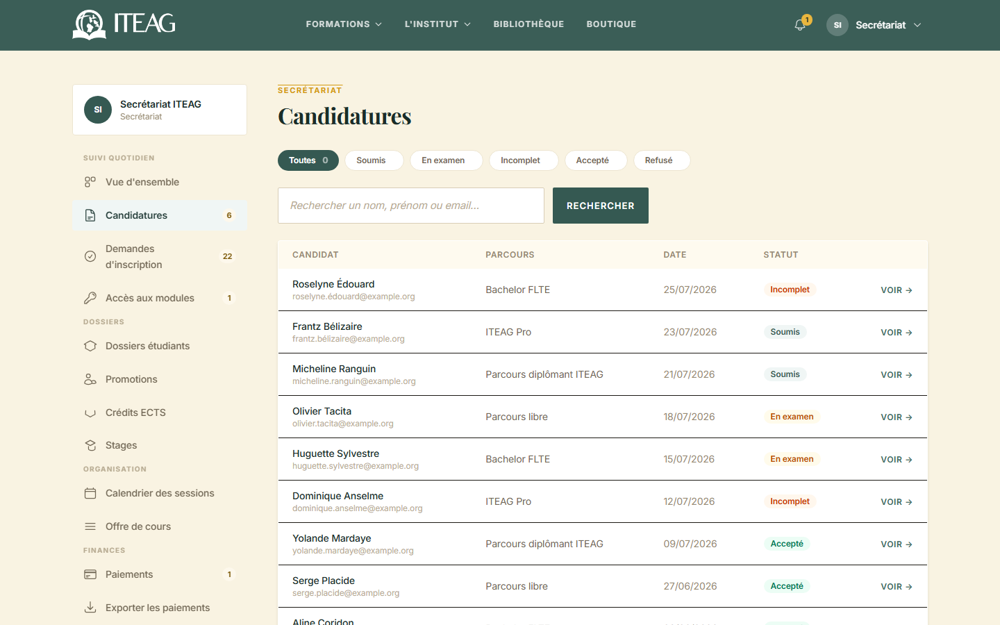 ITEAG
FORMATIONS
L'INSTITUT
BIBLIOTHÈQUE
BOUTIQUE
1
SI
Secrétariat
SI
Secrétariat ITEAG
Secrétariat
SUIVI QUOTIDIEN
Vue d'ensemble
Candidatures 6
Demandes
d'inscription 22
Accès aux modules 1
DOSSIERS
Dossiers étudiants
Promotions
Crédits ECTS
Stages
ORGANISATION
Calendrier des sessions
Offre de cours
FINANCES
Paiements 1
Exporter les paiements
SECRÉTARIAT
Candidatures
Toutes 0
Soumis
En examen
Incomplet
Accepté
Refusé
Rechercher un nom, prénom ou email...
RECHERCHER
CANDIDAT PARCOURS DATE STATUT
Roselyne Édouard
roselyne.édouard@example.org
Bachelor FLTE 25/07/2026 Incomplet VOIR →
Frantz Bélizaire
frantz.bélizaire@example.org
ITEAG Pro 23/07/2026 Soumis VOIR →
Micheline Ranguin
micheline.ranguin@example.org
Parcours diplômant ITEAG 21/07/2026 Soumis VOIR →
Olivier Tacita
olivier.tacita@example.org
Parcours libre 18/07/2026 En examen VOIR →
Huguette Sylvestre
huguette.sylvestre@example.org
Bachelor FLTE 15/07/2026 En examen VOIR →
Dominique Anselme
dominique.anselme@example.org
ITEAG Pro 12/07/2026 Incomplet VOIR →
Yolande Mardaye
yolande.mardaye@example.org
Parcours diplômant ITEAG 09/07/2026 Accepté VOIR →
Serge Placide
serge.placide@example.org
Parcours libre 27/06/2026 Accepté VOIR →
Aline Coridon